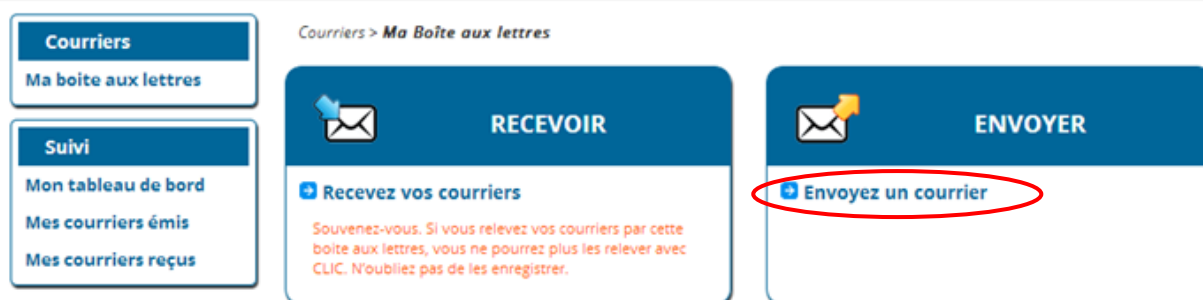 Courriers
Ma boite aux lettres
Suivi
Mon tableau de bord
Mes courriers émis
Mes courriers reçus
Courriers > Ma Boîte aux lettres
RECEVOIR
Recevez vos courriers
Souvenez-vous. Si vous relevez vos courriers par cette
boite aux lettres, vous ne pourrez plus les relever avec
CLIC. N'oubliez pas de les enregistrer.
ENVOYER
Envoyez un courrier